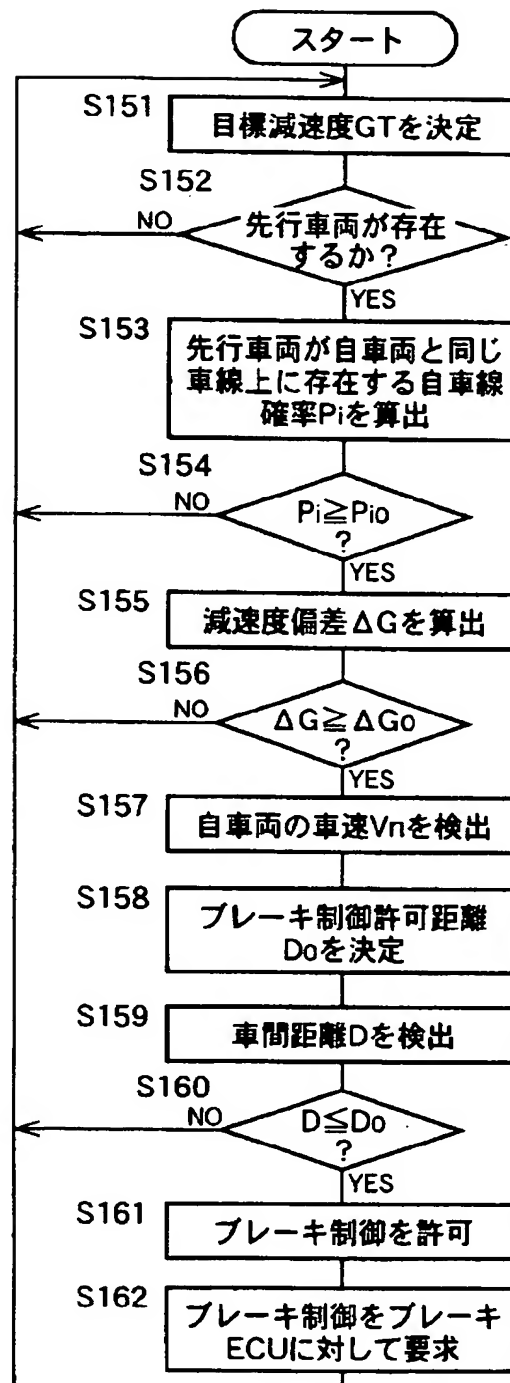 スタート
S151
目標減速度GTを決定
S152
NO
先行車両が存在
するか？
YES
S153
先行車両が自車両と同じ
車線上に存在する自車線
確率Piを算出
S154
NO
Pi≧Pio
?
YES
S155
減速度偏差ΔGを算出
S156
NO
ΔG≧ΔGo
?
YES
S157
自車両の車速Vnを検出
S158
ブレーキ制御許可距離
Doを決定
S159
車間距離Dを検出
S160
NO
D≦Do
?
YES
S161
ブレーキ制御を許可
S162
ブレーキ制御をブレーキ
ECUに対して要求